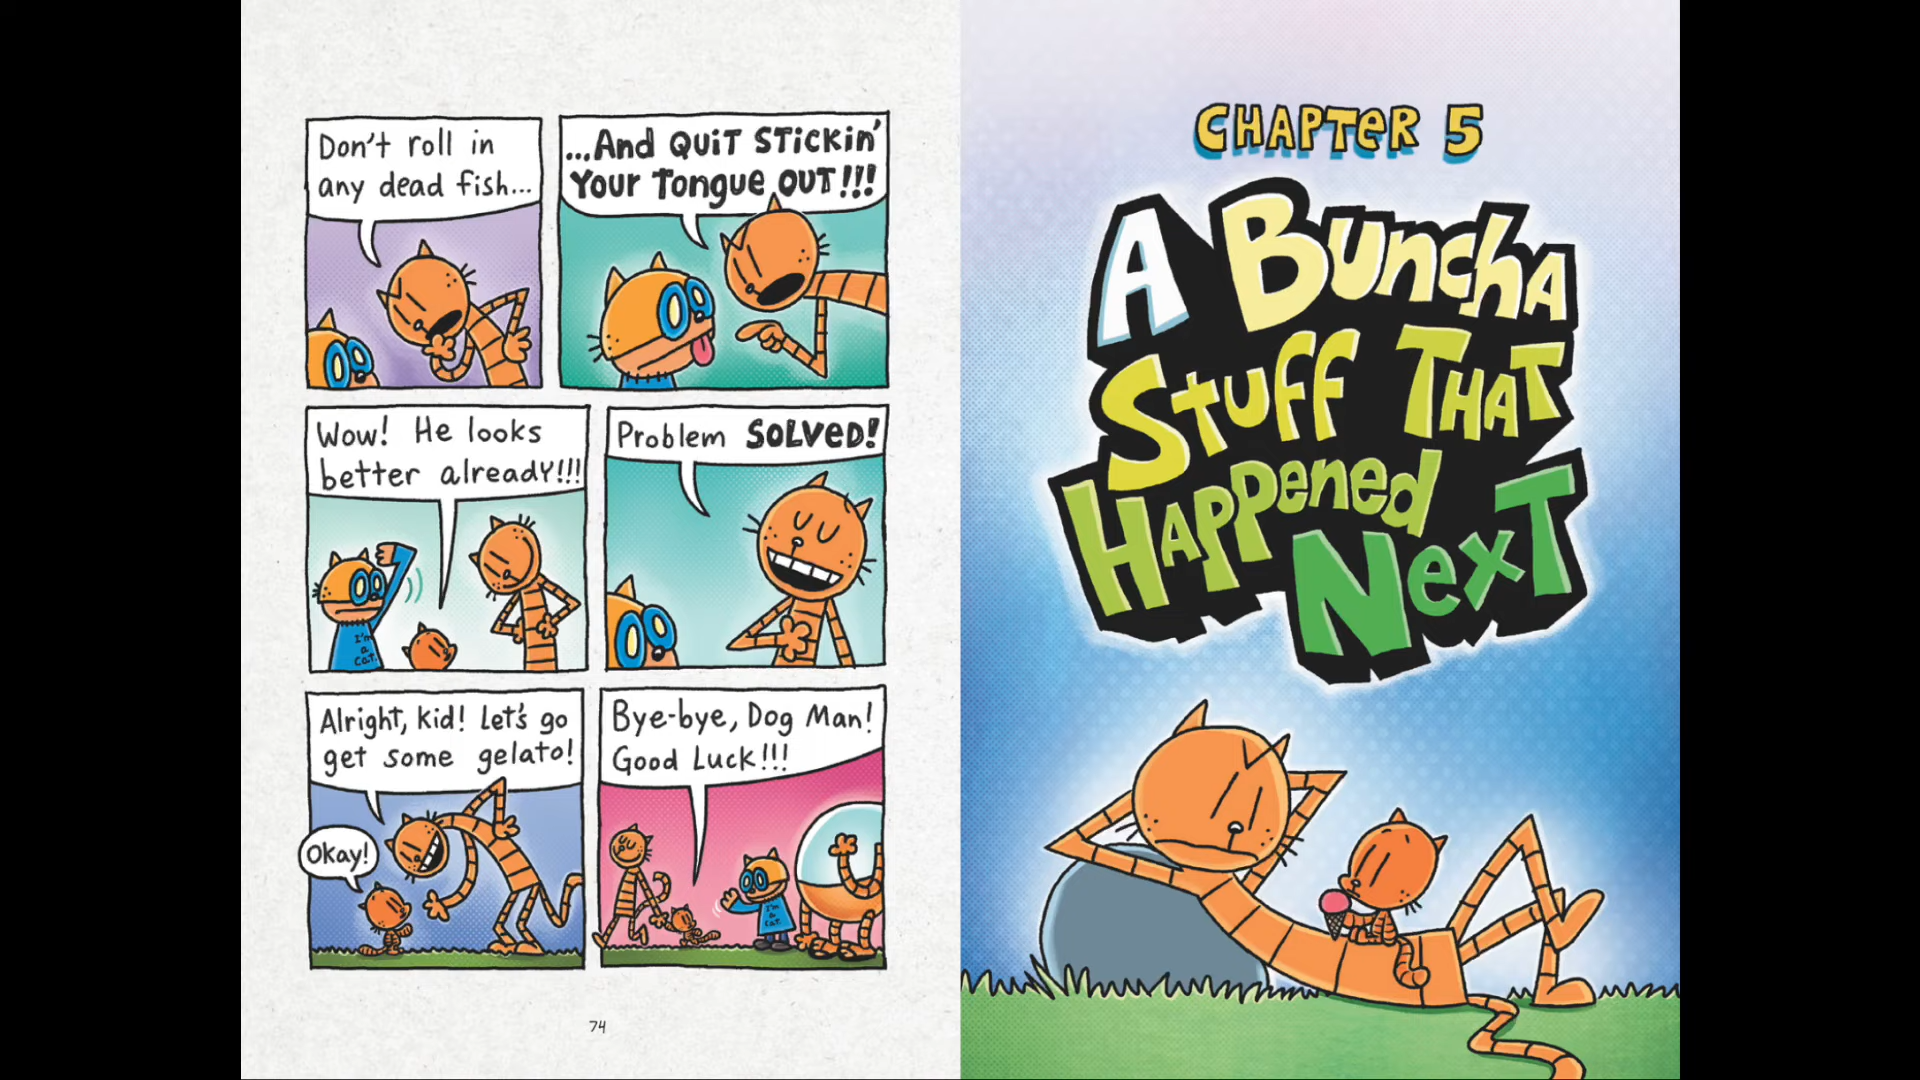 Don't roll in
any dead fish...
...And QUiT STickin'
Your Tongue OUT!!!
Wow! He looks
better already!!!
I'm
a
Cat.
Problem SOLVED!
Alright, kid! Let's go
get some gelato!
Okay!
Bye-bye, Dog Man!
Good Luck!!!
I'm
a
Cat.
74
CHAPTeR 5
A BuncHA
STuFF THAT
HAPPened
NexT